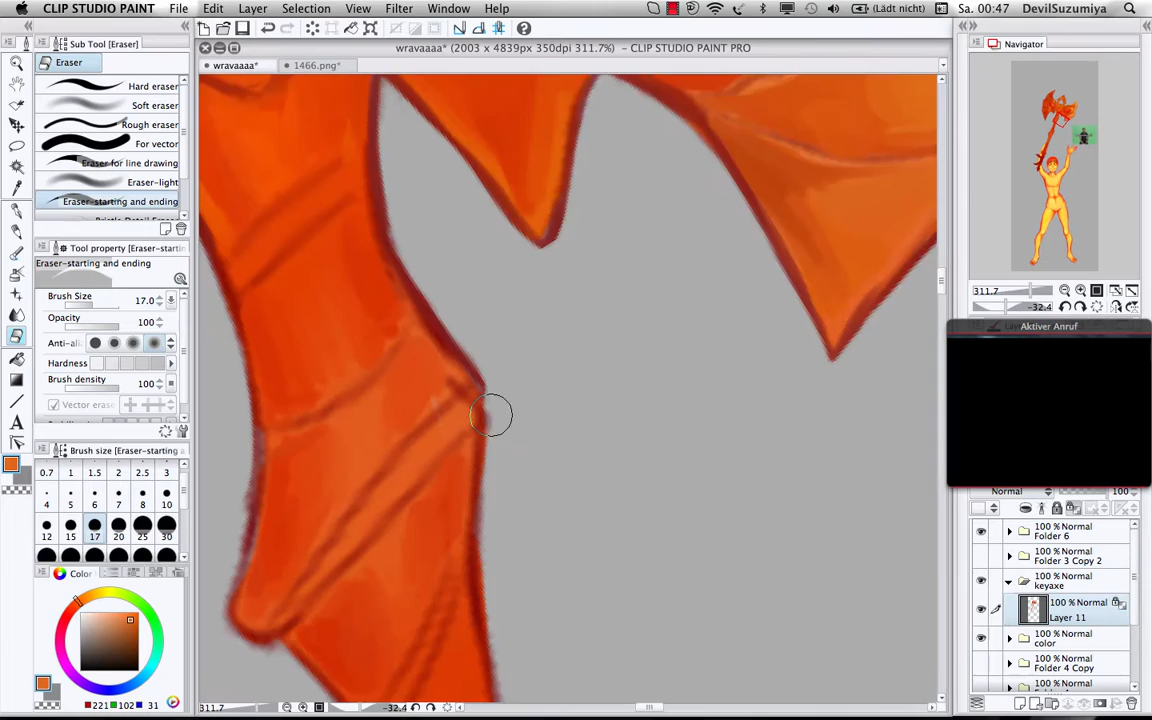 CLIP STUDIO PAINT File Edit Layer Selection View Filter Window Help (Lädt nicht) Sa. 00:47 DevilSuzumiya
Sub Tool [Eraser]
wravaaaa* (2003 x 4839px 350dpi 311.7%) - CLIP STUDIO PAINT PRO
Navigator
Eraser
wravaaaa* 1466.png*
Hard eraser
Soft eraser
Rough eraser
For vector
Eraser for line drawing
Eraser-light
Eraser-starting and ending
Tool property [Eraser-startin
Eraser-starting and ending
Brush Size 17.0
Opacity 100
Anti-ali
Hardness
Brush density 100
Vector erase
Brush size [Eraser-starting a
0.7 1 1.5 2 2.5 3
4 5 6 7 8 10
12 15 17 20 25 30
Color
221 102 31
311.7 -32.4
311.7
-32.4
Aktiver Anruf
Normal 100
100 % Normal
Folder 6
100 % Normal
Folder 3 Copy 2
100 % Normal
keyaxe
100 % Normal
Layer 11
100 % Normal
color
100 % Normal
Folder 4 Copy
100 % Normal